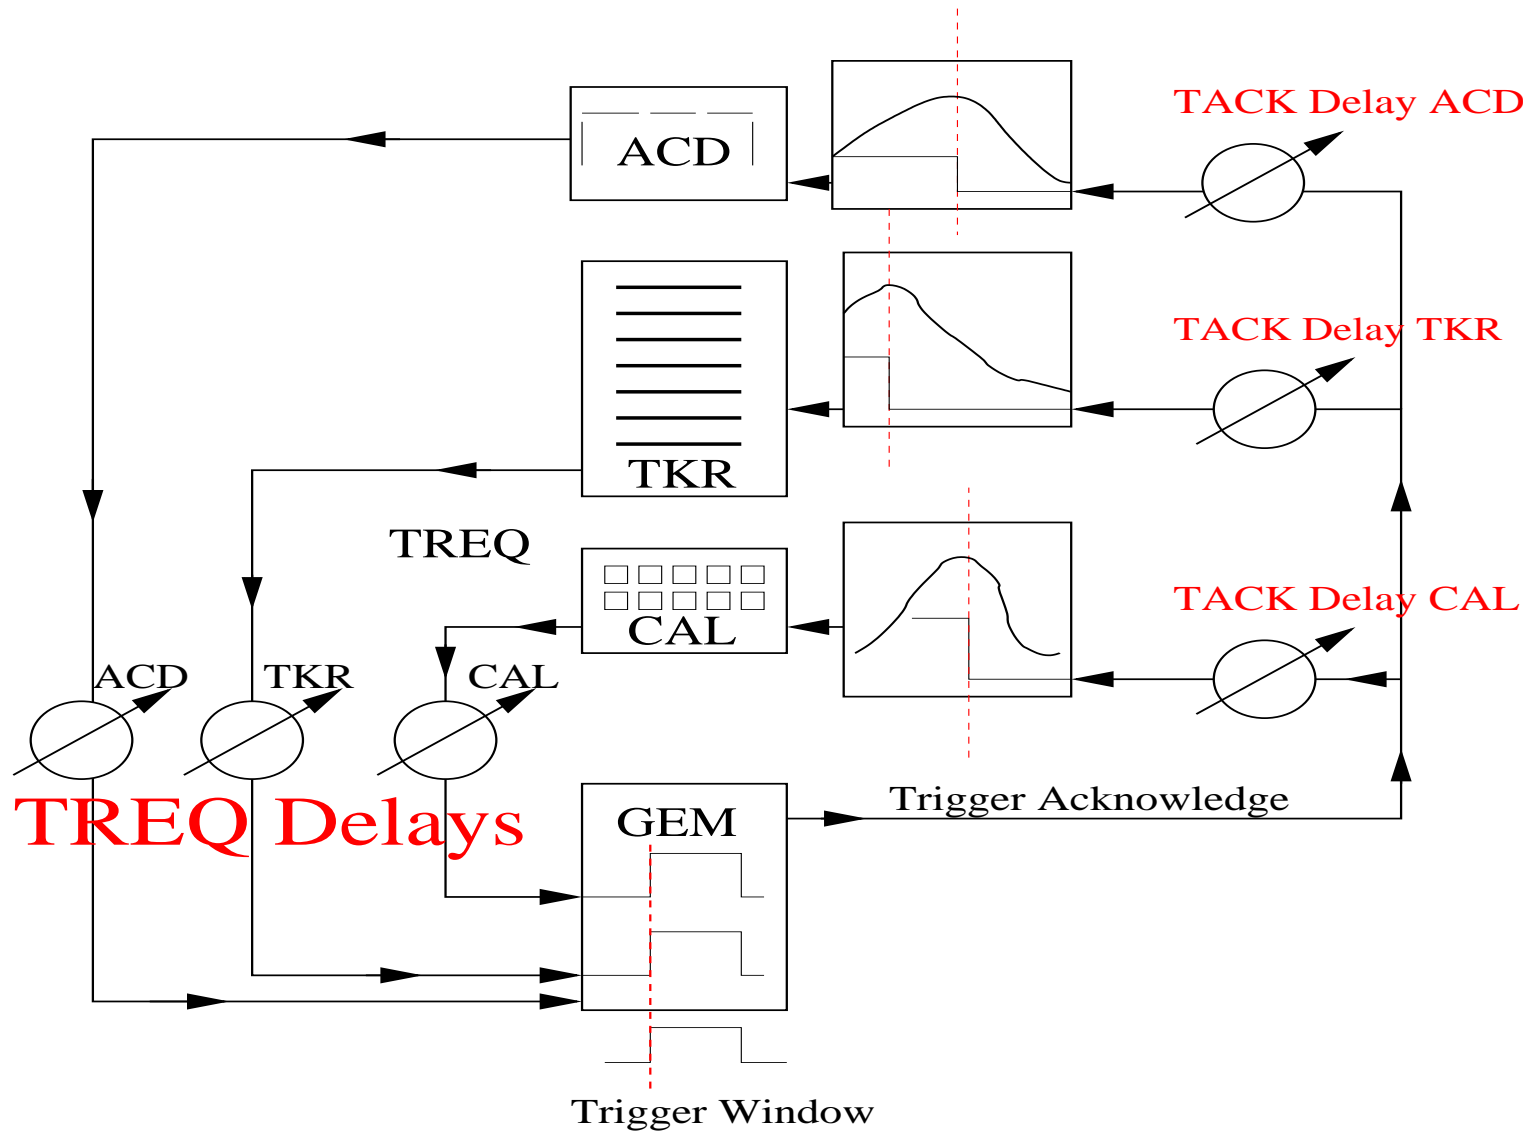 TACK Delay ACD
ACD
TACK Delay TKR
TKR
TREQ
TACK Delay CAL
CAL
ACD
TKR
CAL
TREQ Delays
GEM
Trigger Acknowledge
Trigger Window